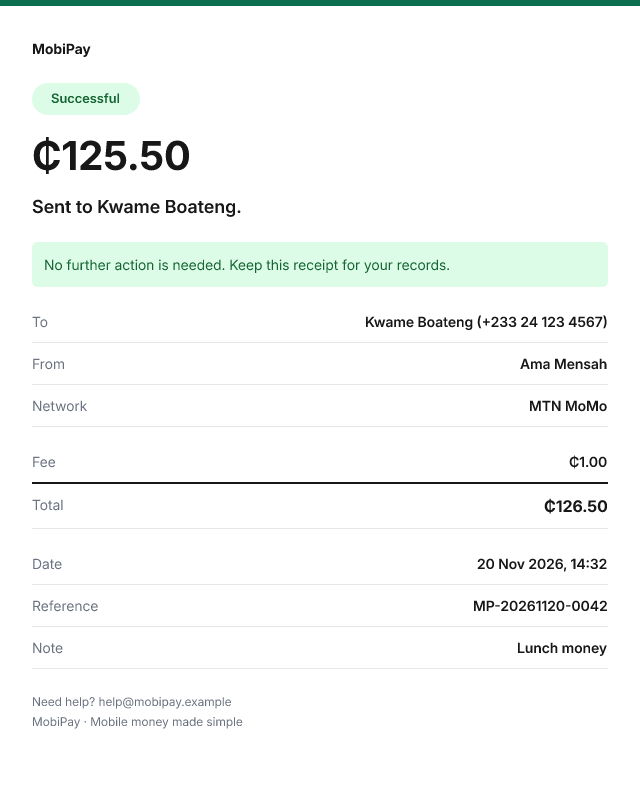 MobiPay
Successful
₵125.50
Sent to Kwame Boateng.
No further action is needed. Keep this receipt for your records.
To Kwame Boateng (+233 24 123 4567)
From Ama Mensah
Network MTN MoMo
Fee ₵1.00
Total ₵126.50
Date 20 Nov 2026, 14:32
Reference MP-20261120-0042
Note Lunch money
Need help? help@mobipay.example
MobiPay · Mobile money made simple